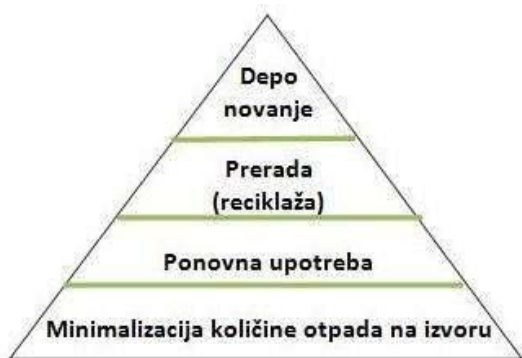 Depo
novanje
Prerada
(reciklaža)
Ponovna upotreba
Minimalizacija količine otpada na izvoru